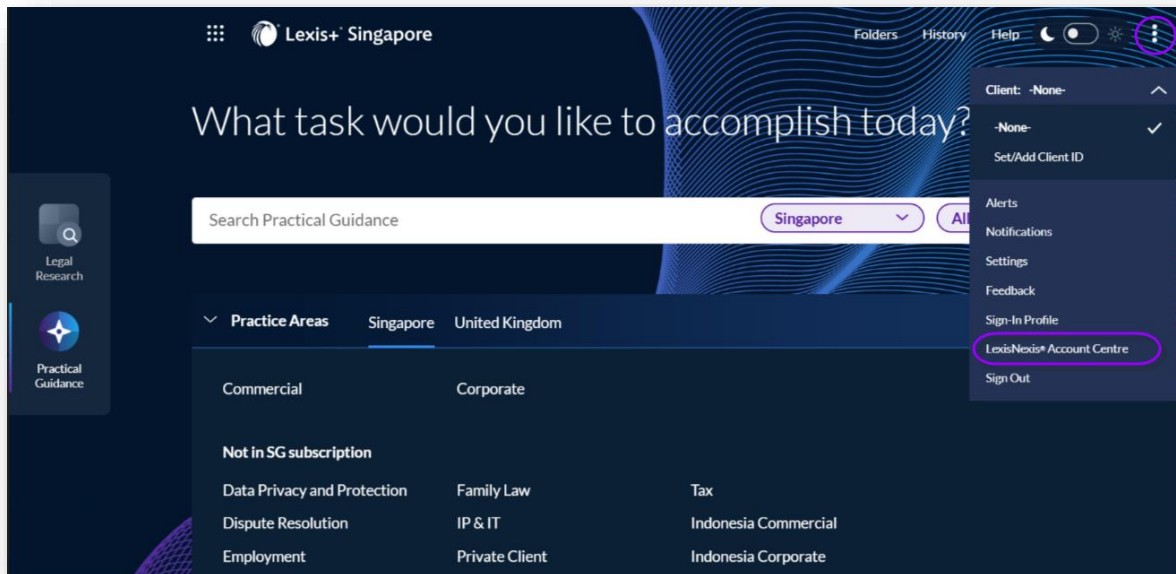 Lexis+® Singapore
Folders History Help
What task would you like to accomplish today?
Client: -None-
-None-
Set/Add Client ID
Alerts
Notifications
Settings
Feedback
Sign-In Profile
LexisNexis® Account Centre
Sign Out
Legal
Research
Practical
Guidance
Search Practical Guidance Singapore
Practice Areas Singapore United Kingdom
Commercial Corporate
Not in SG subscription
Data Privacy and Protection Family Law Tax
Dispute Resolution IP & IT Indonesia Commercial
Employment Private Client Indonesia Corporate